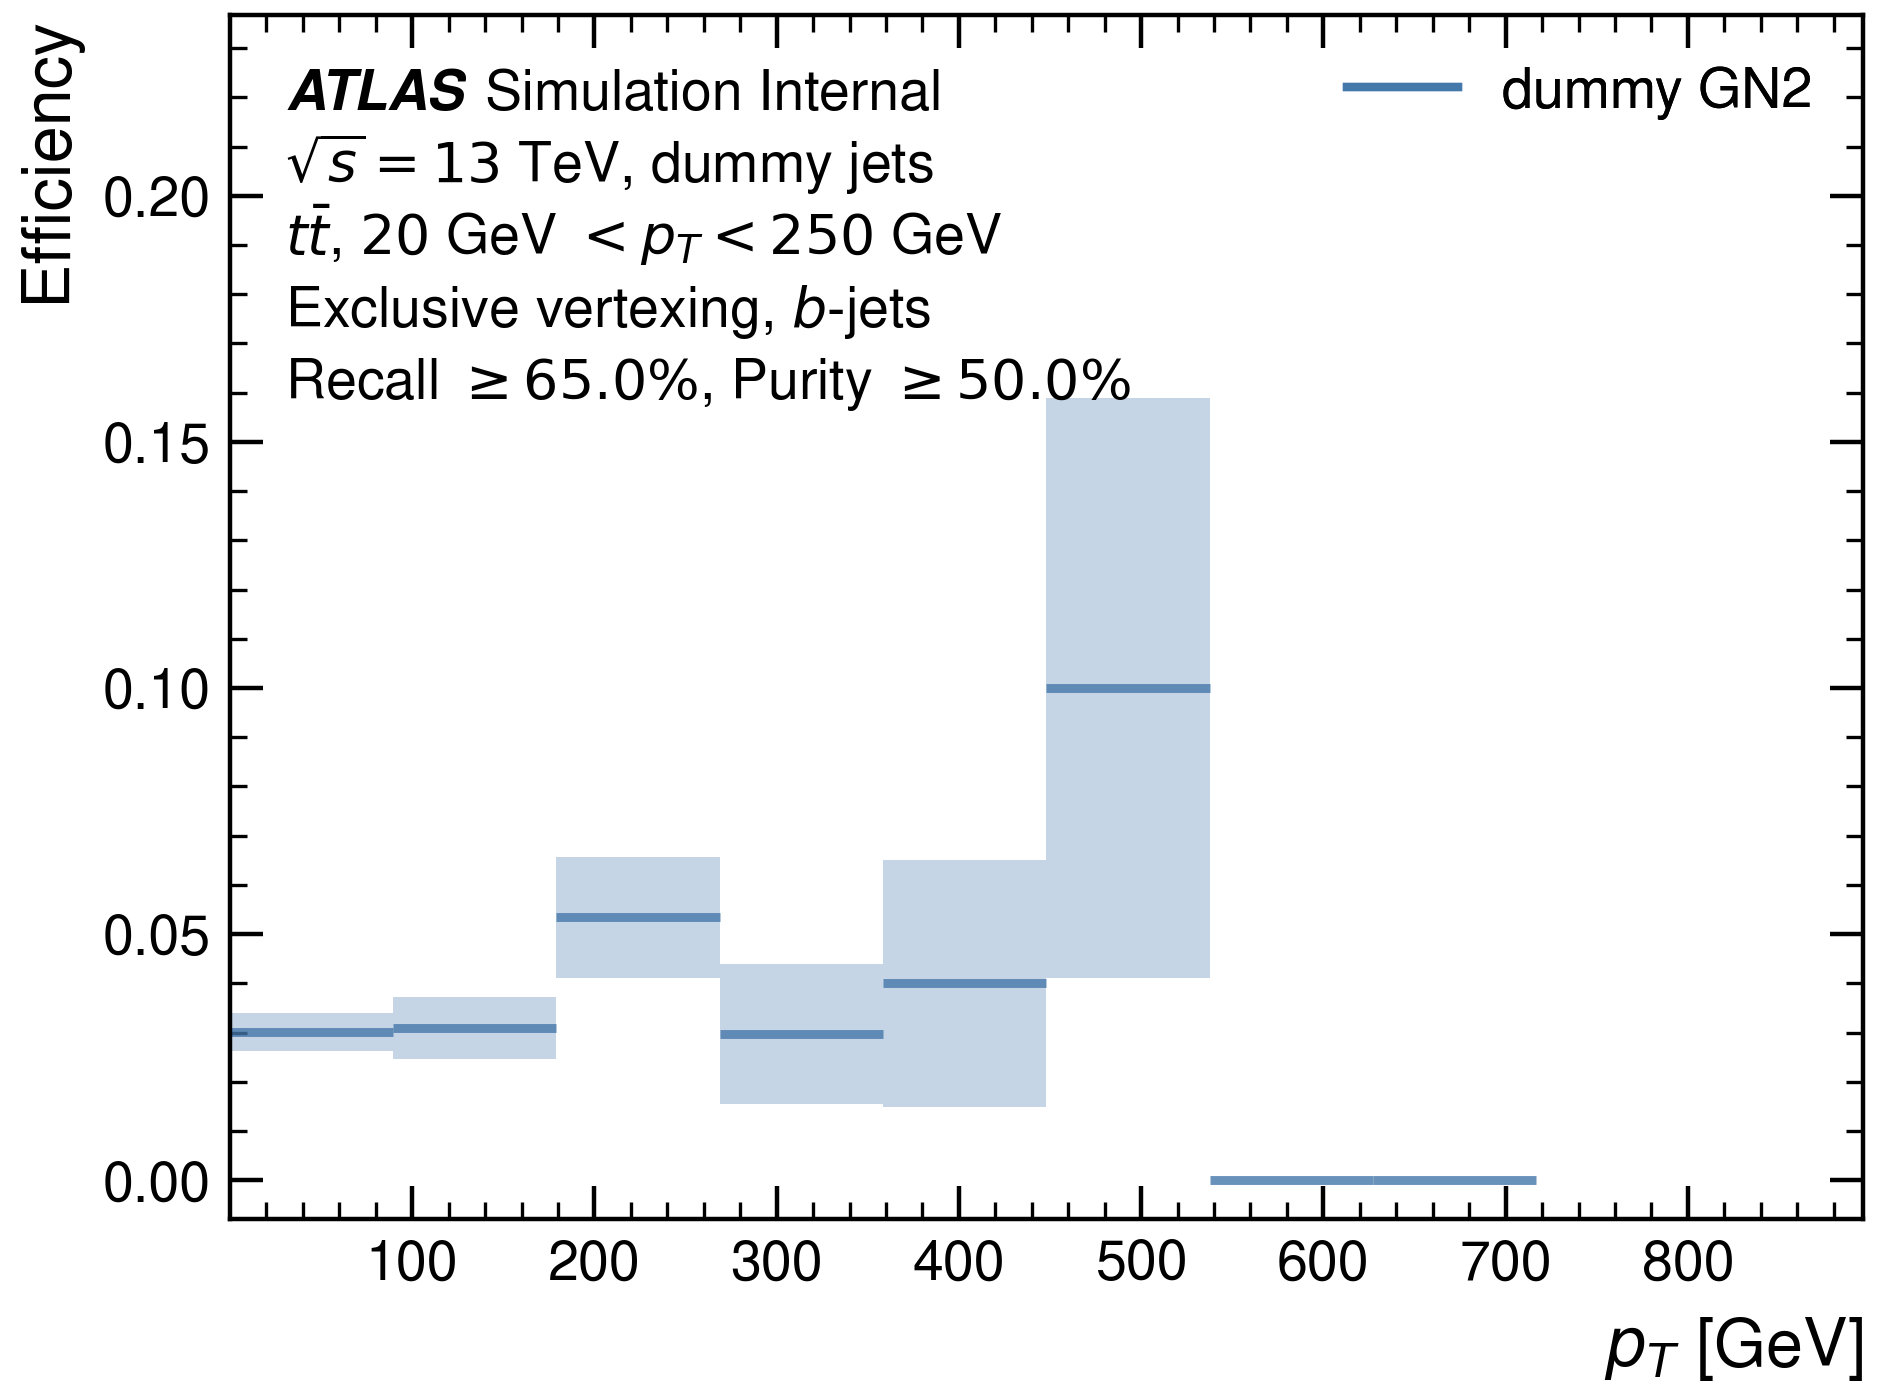 Efficiency
ATLAS Simulation Internal
√s = 13 TeV, dummy jets
tt̄, 20 GeV < p_T < 250 GeV
Exclusive vertexing, b-jets
Recall ≥ 65.0%, Purity ≥ 50.0%
dummy GN2
0.20
0.15
0.10
0.05
0.00
100 200 300 400 500 600 700 800
p_T [GeV]